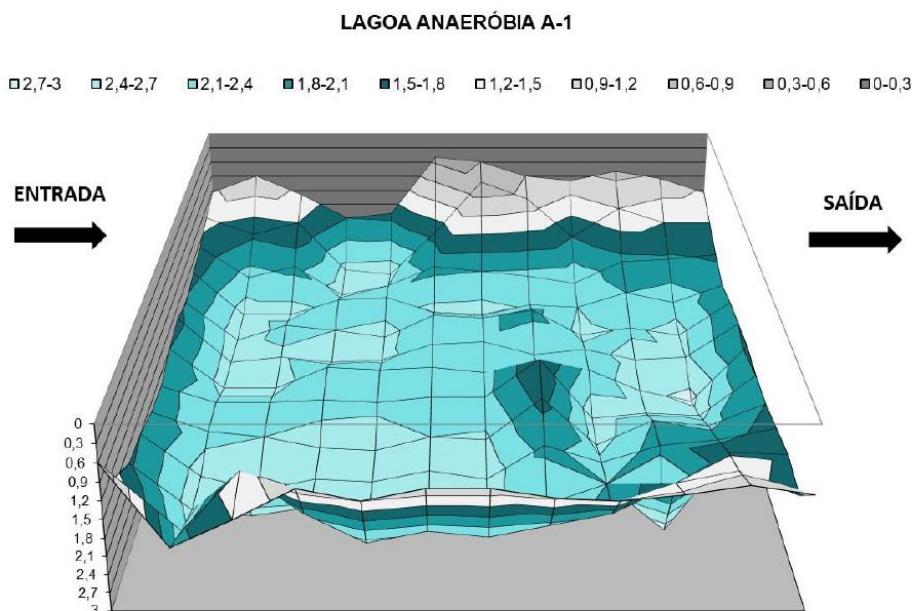 LAGOA ANAERÓBIA A-1
2,7-3 2,4-2,7 2,1-2,4 1,8-2,1 1,5-1,8 1,2-1,5 0,9-1,2 0,6-0,9 0,3-0,6 0-0,3
ENTRADA
SAÍDA
0
0,3
0,6
0,9
1,2
1,5
1,8
2,1
2,4
2,7
3